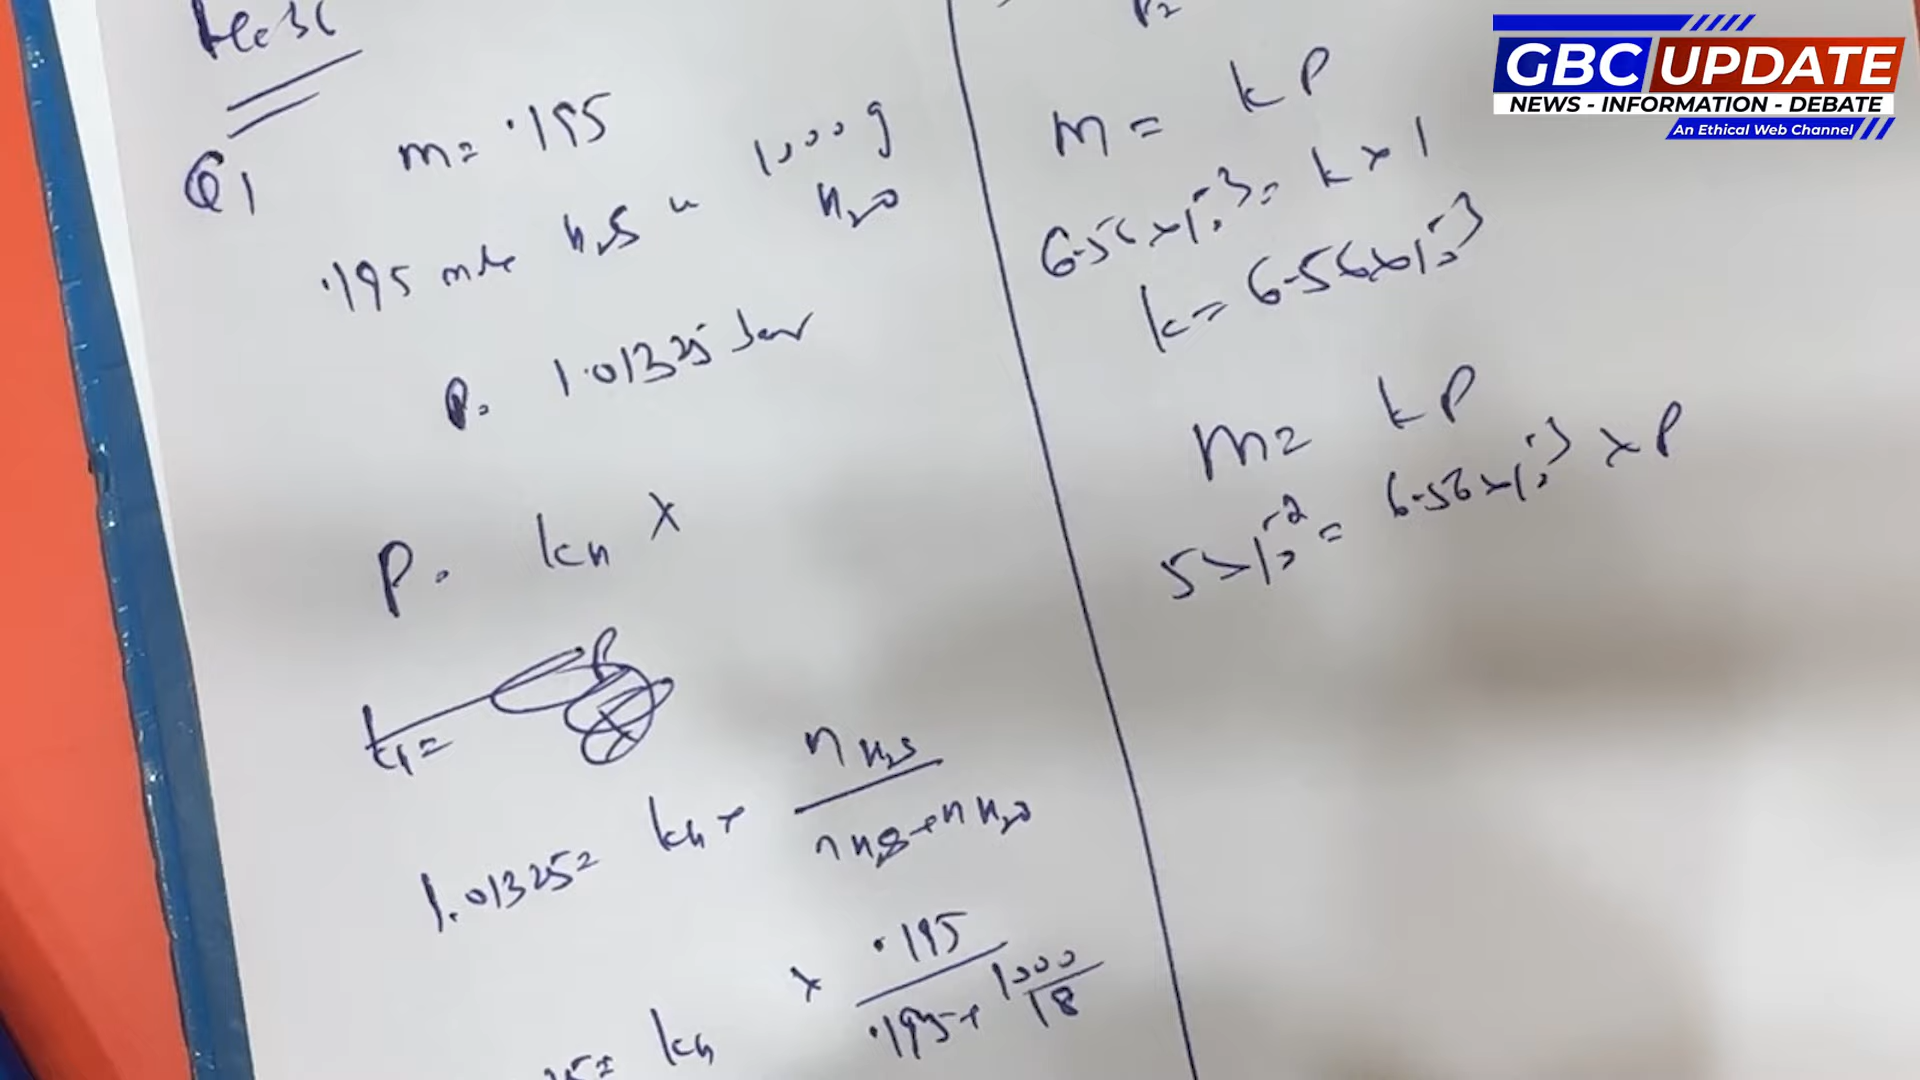 Q1 m = .195
.195 mole H2S in 1000g H2O
P = 1.01325 bar
P = kH x
kH =
1.01325 = kH × nH2S / nH2S + nH2O
kH × .195 / .195 + 1000 / 18
m = k P
6.56 × 10^-3 = k × 1
k = 6.56 × 10^-3
m = k P
5 × 10^-2 = 6.56 × 10^-3 × P
GBC UPDATE
NEWS - INFORMATION - DEBATE
An Ethical Web Channel